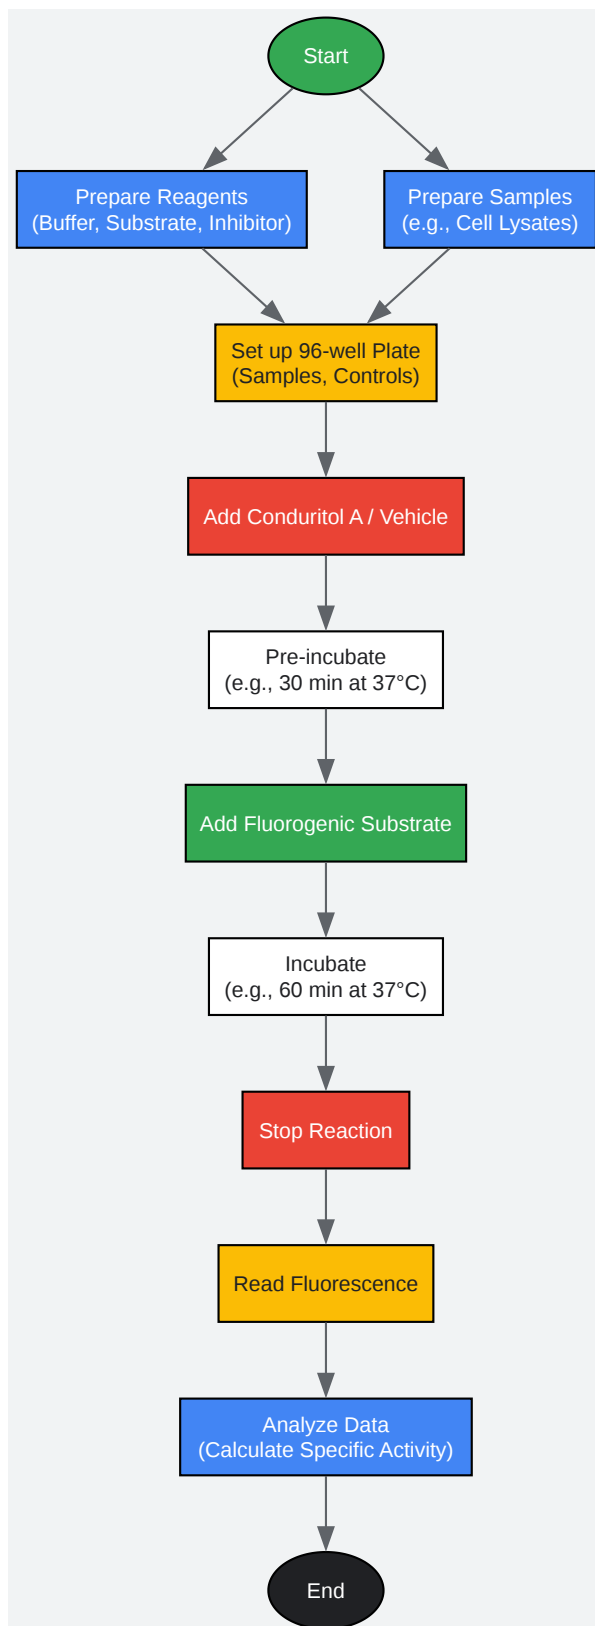 Start
Prepare Reagents
(Buffer, Substrate, Inhibitor)
Prepare Samples
(e.g., Cell Lysates)
Set up 96-well Plate
(Samples, Controls)
Add Conduritol A / Vehicle
Pre-incubate
(e.g., 30 min at 37°C)
Add Fluorogenic Substrate
Incubate
(e.g., 60 min at 37°C)
Stop Reaction
Read Fluorescence
Analyze Data
(Calculate Specific Activity)
End